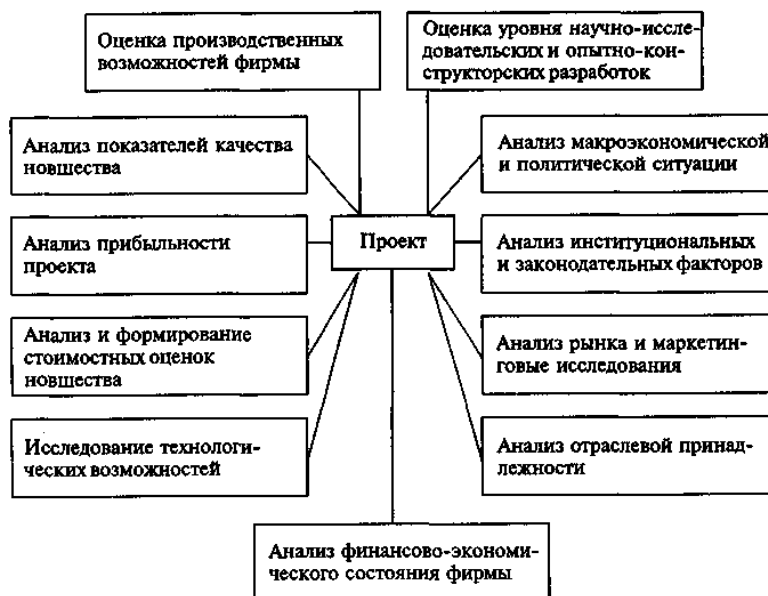 Оценка производственных
возможностей фирмы
Оценка уровня научно-иссле-
довательских и опытно-кон-
структорских разработок
Анализ показателей качества
новшества
Анализ макроэкономической
и политической ситуации
Анализ прибыльности
проекта
Проект
Анализ институциональных
и законодательных факторов
Анализ и формирование
стоимостных оценок
новшества
Анализ рынка и маркетин-
говые исследования
Исследование технологи-
ческих возможностей
Анализ отраслевой принад-
лежности
Анализ финансово-экономи-
ческого состояния фирмы